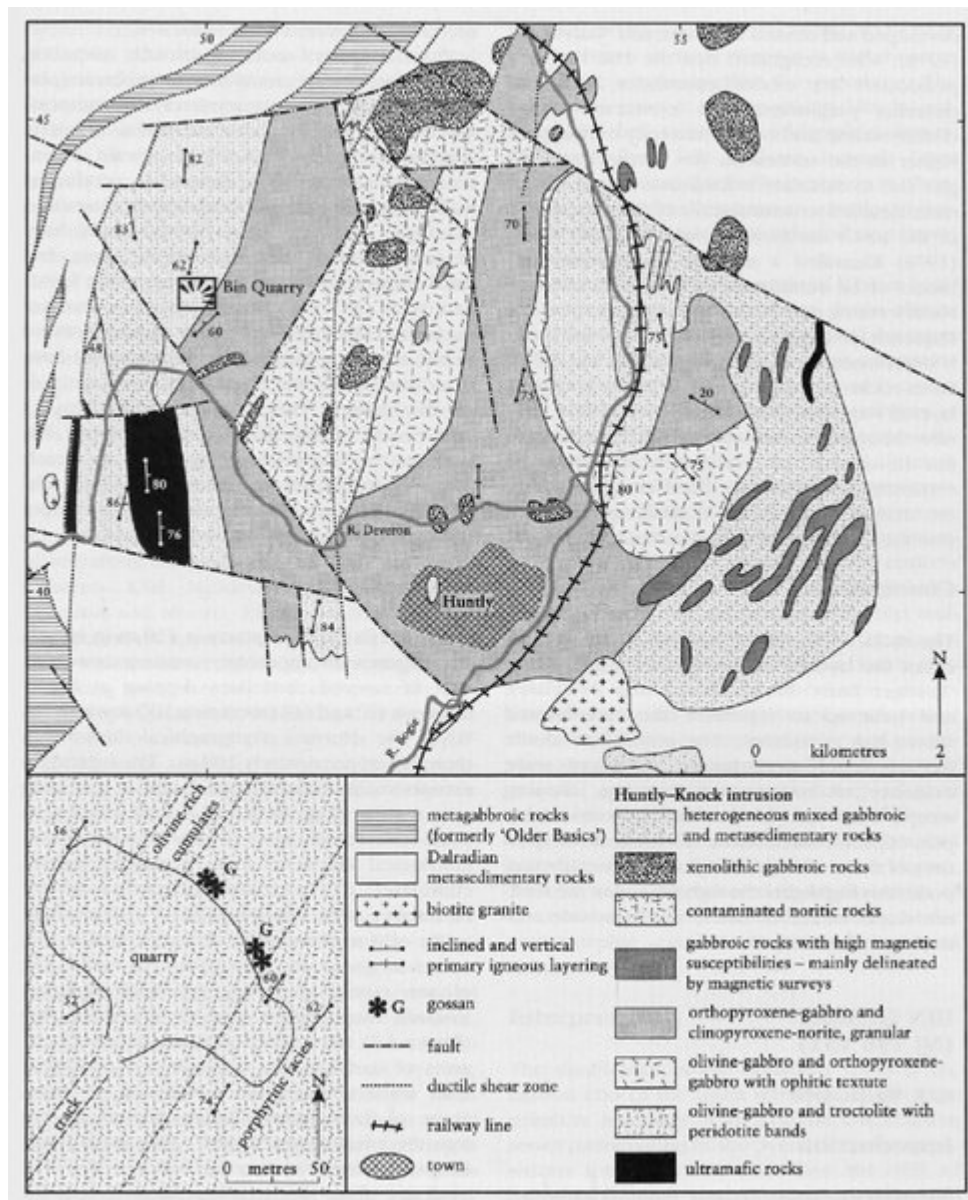 50
55
45
82
83
62
Bin Quarry
60
48
70
75
73
20
75
80
80
86
76
R. Deveron
40
Huntly
84
N
0 kilometres 2
Bogie
56
olivine-rich
cumulates
G
G
quarry
60
52
62
74
porphyritic facies
track
N
0 metres 50
metagabbroic rocks
(formerly ‘Older Basics’)
Dalradian
metasedimentary rocks
biotite granite
inclined and vertical
primary igneous layering
G gossan
fault
ductile shear zone
railway line
town
Huntly–Knock intrusion
heterogeneous mixed gabbroic
and metasedimentary rocks
xenolithic gabbroic rocks
contaminated noritic rocks
gabbroic rocks with high magnetic
susceptibilities – mainly delineated
by magnetic surveys
orthopyroxene-gabbro and
clinopyroxene-norite, granular
olivine-gabbro and orthopyroxene-
gabbro with ophitic textute
olivine-gabbro and troctolite with
peridotite bands
ultramafic rocks